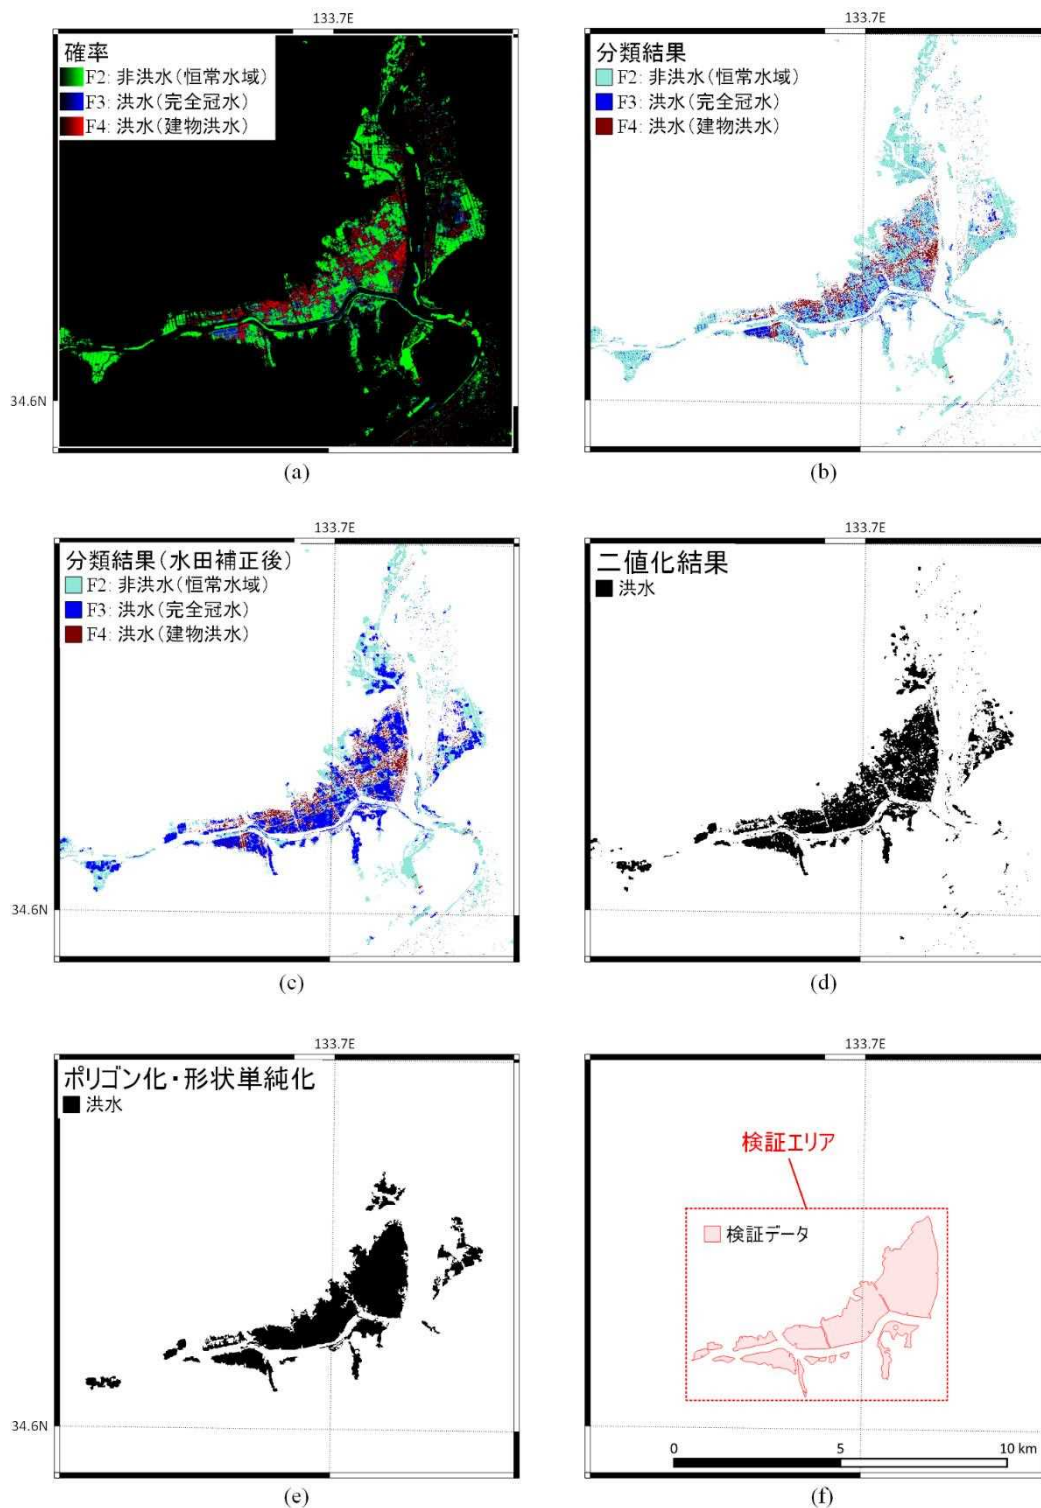 133.7E
確率
F2: 非洪水(恒常水域)
F3: 洪水(完全冠水)
F4: 洪水(建物洪水)
34.6N
(a)
133.7E
分類結果
F2: 非洪水(恒常水域)
F3: 洪水(完全冠水)
F4: 洪水(建物洪水)
(b)
133.7E
分類結果(水田補正後)
F2: 非洪水(恒常水域)
F3: 洪水(完全冠水)
F4: 洪水(建物洪水)
34.6N
(c)
133.7E
二値化結果
洪水
(d)
133.7E
ポリゴン化・形状単純化
洪水
34.6N
(e)
133.7E
検証エリア
検証データ
0 5 10 km
(f)